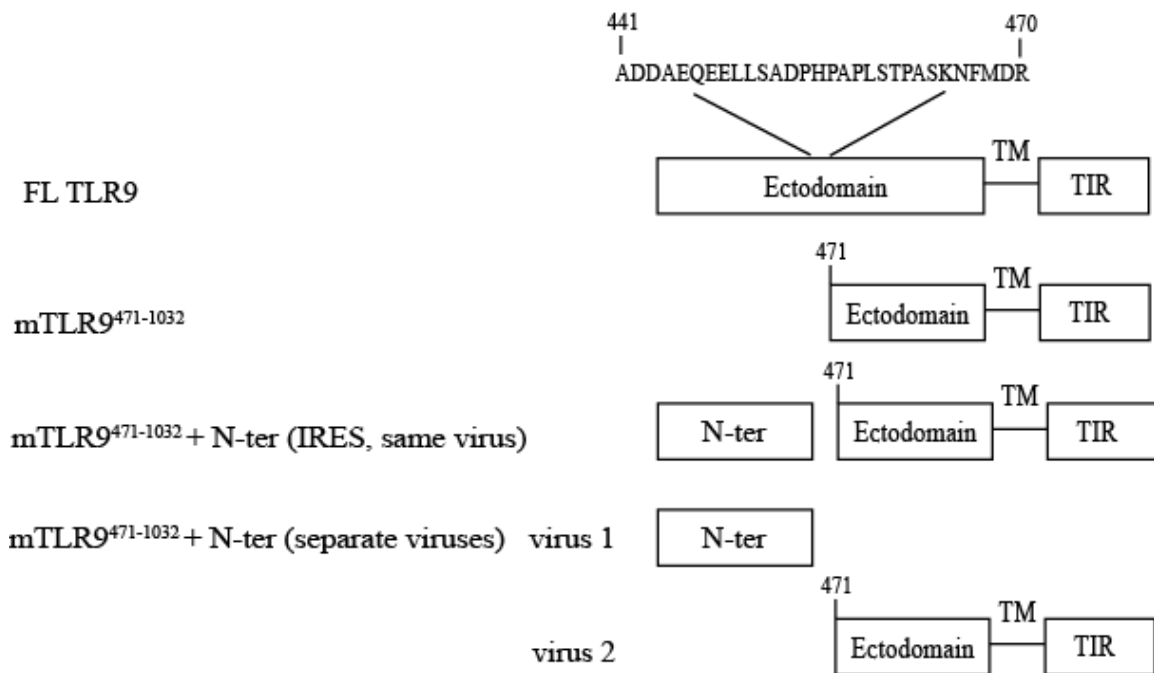 441 470
ADDAEQEELLSADPHPAPLSTPASKNFMDR
FL TLR9 Ectodomain TM TIR
471
mTLR9471-1032 Ectodomain TM TIR
471
mTLR9471-1032 + N-ter (IRES, same virus) N-ter Ectodomain TM TIR
mTLR9471-1032 + N-ter (separate viruses) virus 1 N-ter
471
virus 2 Ectodomain TM TIR